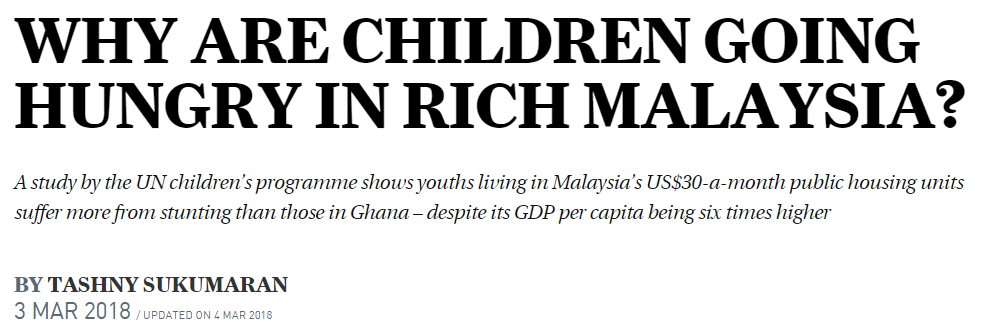 WHY ARE CHILDREN GOING
HUNGRY IN RICH MALAYSIA?
A study by the UN children's programme shows youths living in Malaysia's US$30-a-month public housing units
suffer more from stunting than those in Ghana – despite its GDP per capita being six times higher
BY TASHNY SUKUMARAN
3 MAR 2018 / UPDATED ON 4 MAR 2018